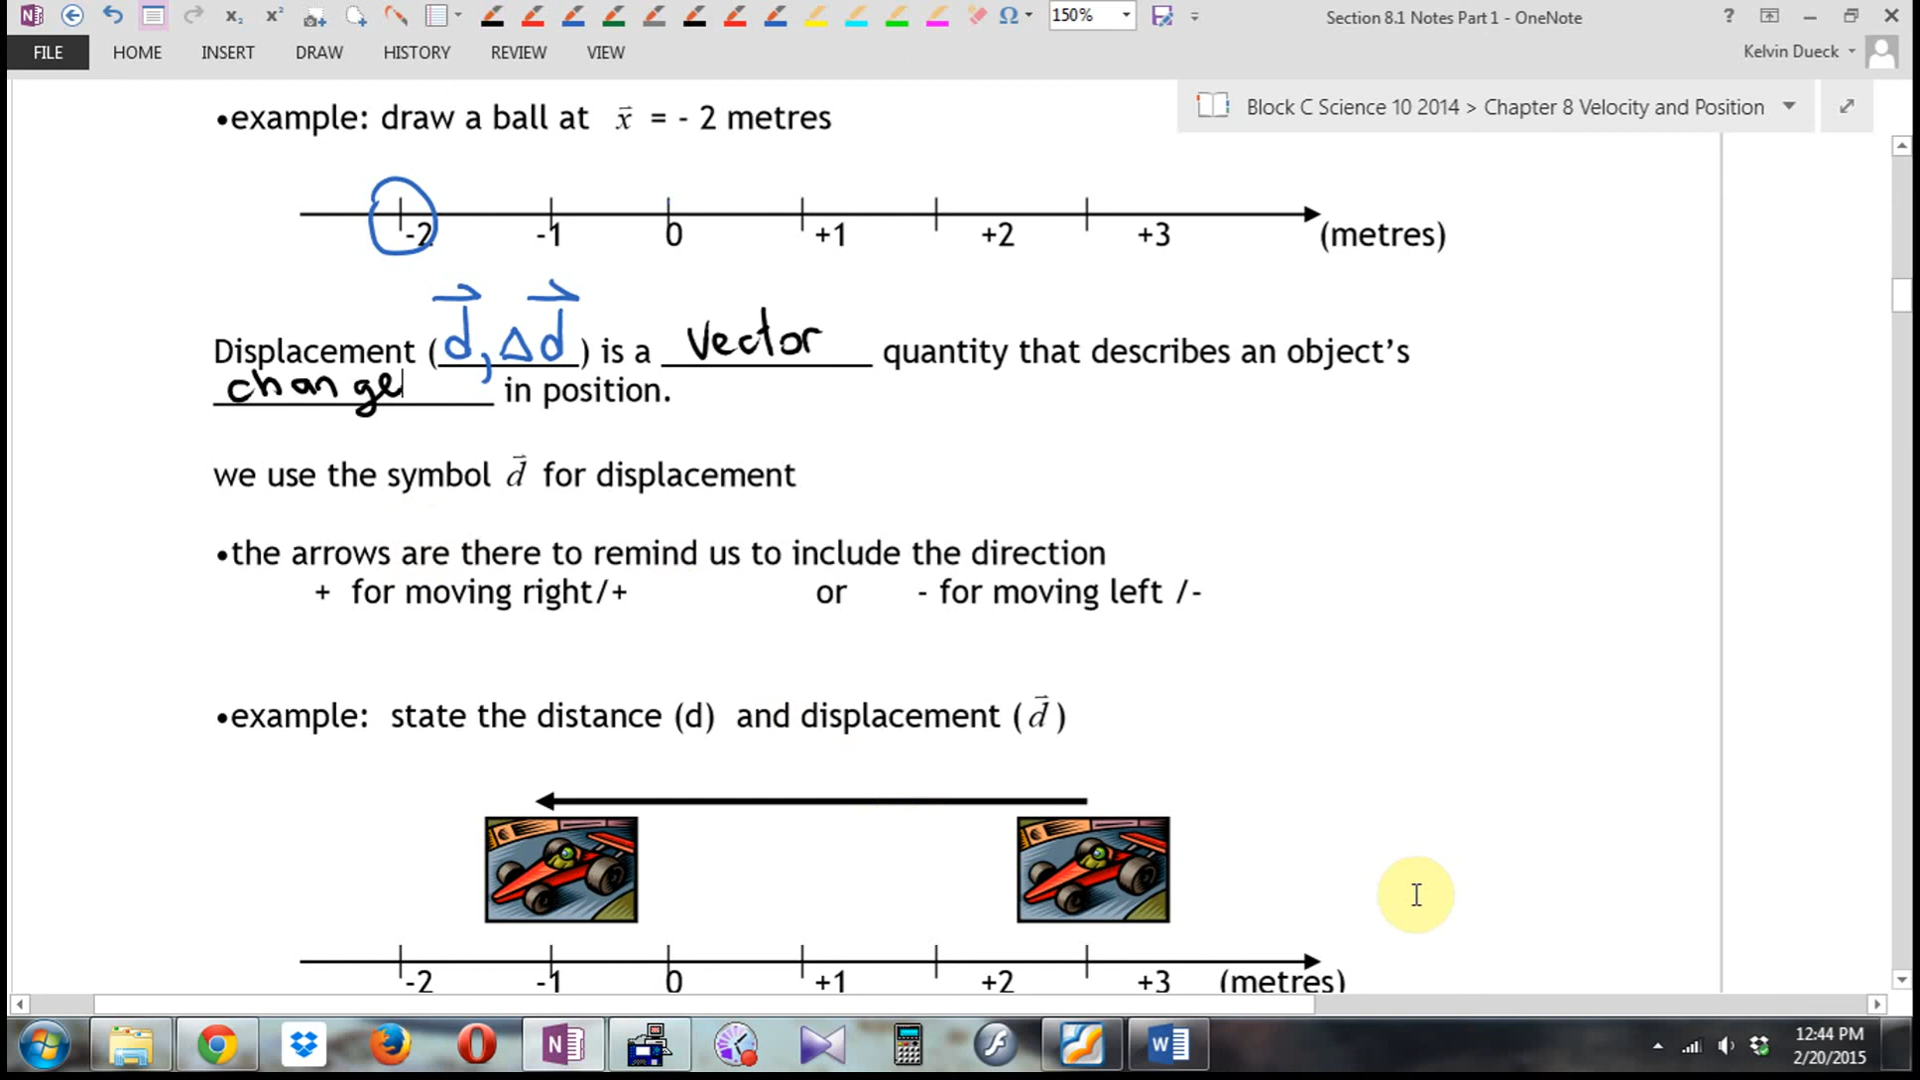 150%
Section 8.1 Notes Part 1 - OneNote
FILE HOME INSERT DRAW HISTORY REVIEW VIEW
Kelvin Dueck
Block C Science 10 2014 > Chapter 8 Velocity and Position
•example: draw a ball at x⃗ = - 2 metres
-2 -1 0 +1 +2 +3 (metres)
Displacement (d⃗, Δd⃗) is a vector quantity that describes an object's
change in position.
we use the symbol d⃗ for displacement
•the arrows are there to remind us to include the direction
+ for moving right/+ or - for moving left /-
•example: state the distance (d) and displacement (d⃗)
-2 -1 0 +1 +2 +3 (metres)
12:44 PM
2/20/2015